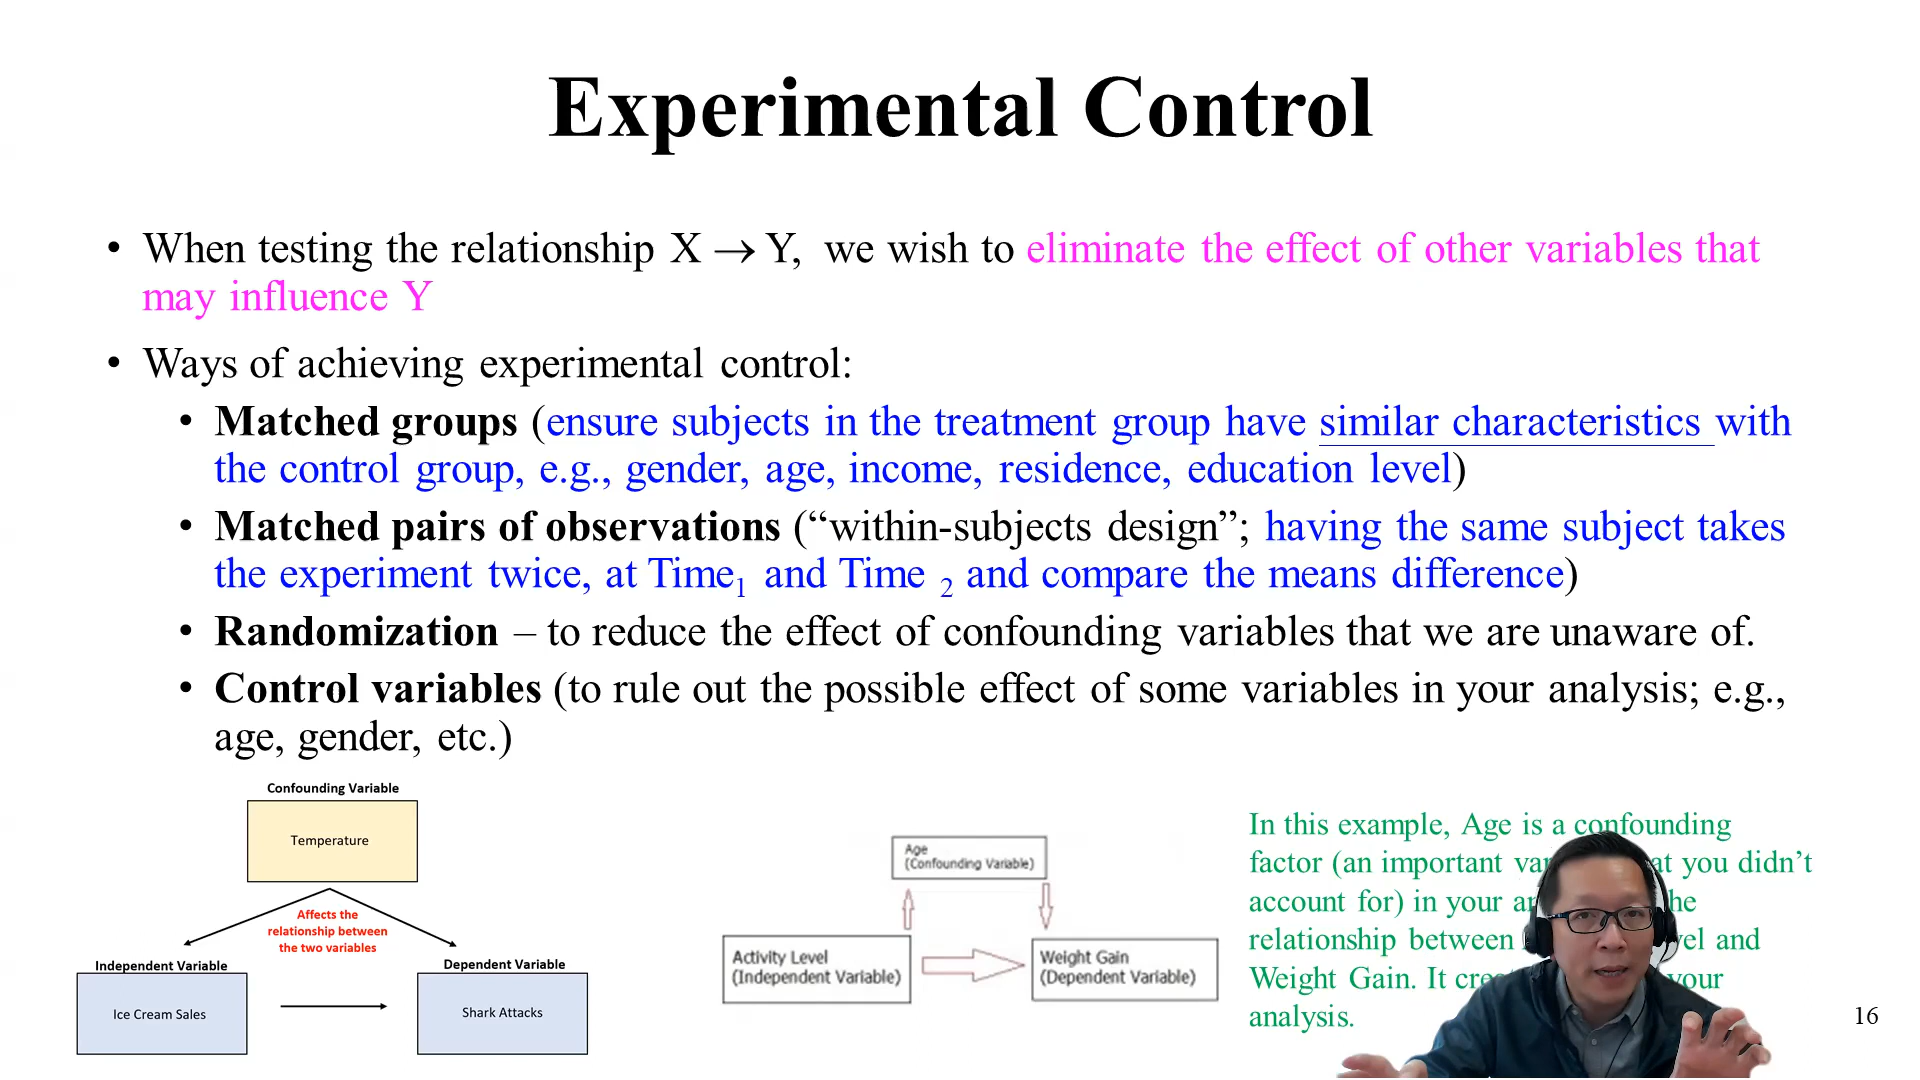 Experimental Control
• When testing the relationship X → Y, we wish to eliminate the effect of other variables that
may influence Y
• Ways of achieving experimental control:
• Matched groups (ensure subjects in the treatment group have similar characteristics with
the control group, e.g., gender, age, income, residence, education level)
• Matched pairs of observations (“within-subjects design”; having the same subject takes
the experiment twice, at Time1 and Time 2 and compare the means difference)
• Randomization – to reduce the effect of confounding variables that we are unaware of.
• Control variables (to rule out the possible effect of some variables in your analysis; e.g.,
age, gender, etc.)
Confounding Variable
Temperature
Affects the
relationship between
the two variables
Independent Variable
Dependent Variable
Ice Cream Sales
Shark Attacks
Age
(Confounding Variable)
Activity Level
(Independent Variable)
Weight Gain
(Dependent Variable)
In this example, Age is a confounding
factor (an important you didn’t
account for) in your
relationship between and
Weight Gain. It your
analysis.
16